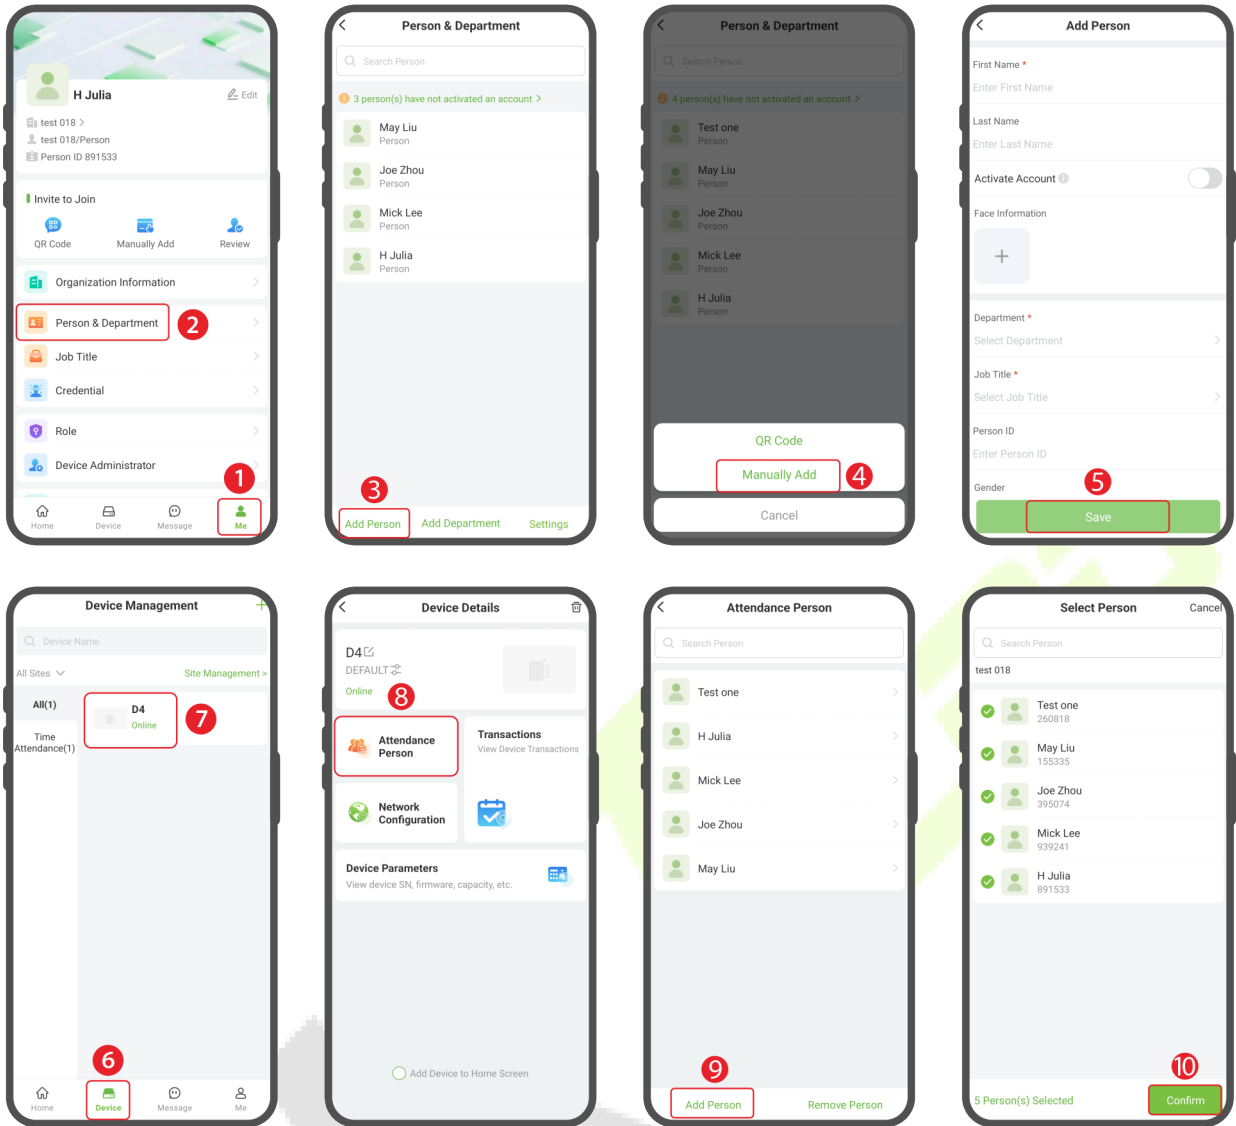 H Julia
Edit
test 018 >
test 018/Person
Person ID 891533
Invite to Join
QR Code
Manually Add
Review
Organization Information
Person & Department
2
Job Title
Credential
Role
Device Administrator
1
Home
Device
Message
Me
Person & Department
Search Person
3 person(s) have not activated an account >
May Liu
Person
Joe Zhou
Person
Mick Lee
Person
H Julia
Person
3
Add Person
Add Department
Settings
Person & Department
Search Person
4 person(s) have not activated an account >
Test one
Person
May Liu
Person
Joe Zhou
Person
Mick Lee
Person
H Julia
Person
QR Code
Manually Add
4
Cancel
Add Person
First Name *
Enter First Name
Last Name
Enter Last Name
Activate Account
Face Information
+
Department *
Select Department
Job Title *
Select Job Title
Person ID
Enter Person ID
Gender
5
Save
Device Management
+
Device Name
All Sites
Site Management >
All(1)
Time
Attendance(1)
D4
Online
7
6
Home
Device
Message
Me
Device Details
D4
DEFAULT
Online
8
Attendance
Person
Transactions
View Device Transactions
Network
Configuration
Device Parameters
View device SN, firmware, capacity, etc.
Add Device to Home Screen
Attendance Person
Search Person
Test one
H Julia
Mick Lee
Joe Zhou
May Liu
9
Add Person
Remove Person
Select Person
Cancel
Search Person
test 018
Test one
260818
May Liu
155335
Joe Zhou
395074
Mick Lee
939241
H Julia
891533
10
5 Person(s) Selected
Confirm